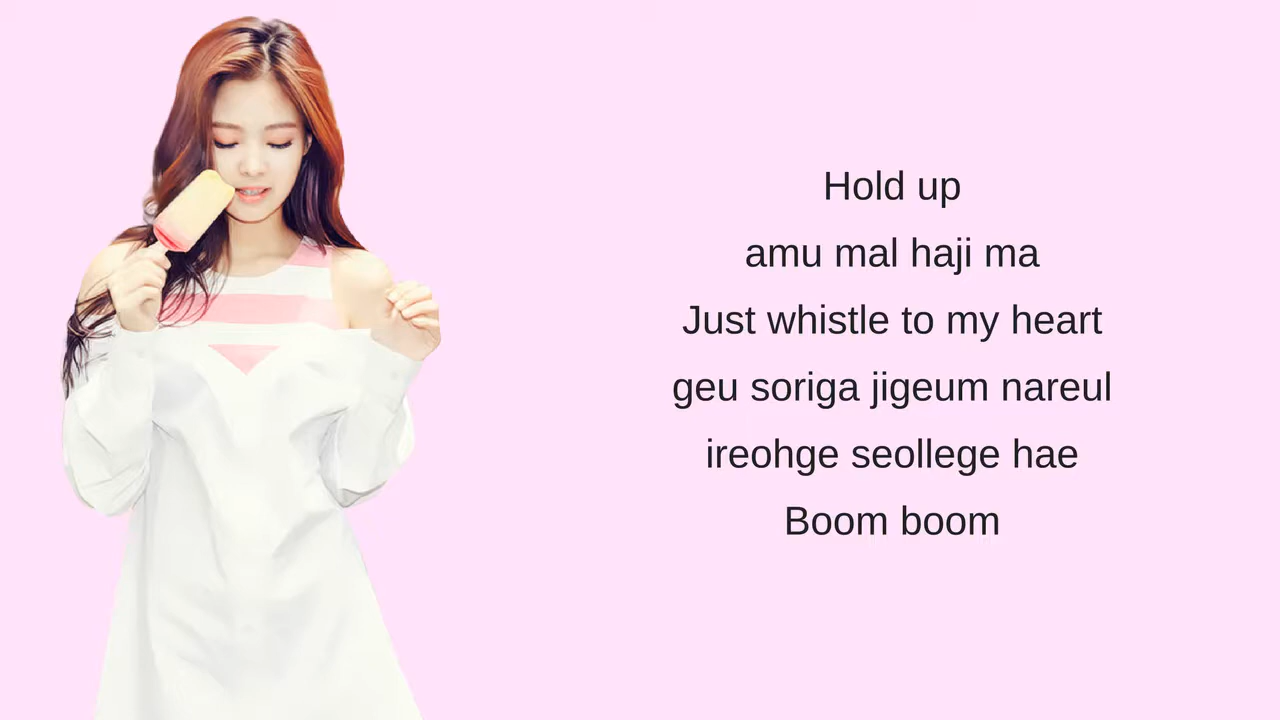 Hold up
amu mal haji ma
Just whistle to my heart
geu soriga jigeum nareul
ireohge seollege hae
Boom boom